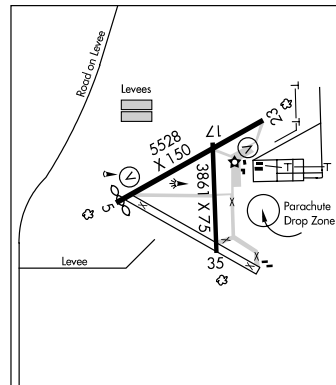 Road on Levee
Levees
5528
X 150
23
17
T
T
V
V
T
T
3861 X 75
5
X
X
Parachute
Drop Zone
X
X
X
35
Levee